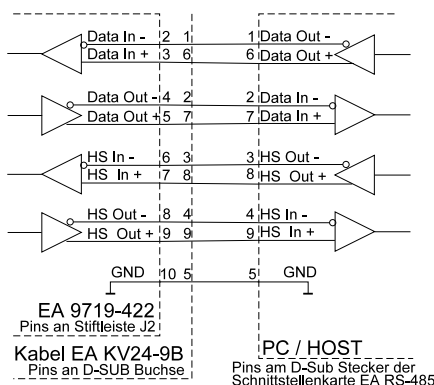 Data In - 2 1 1 Data Out -
Data In + 3 6 6 Data Out +
Data Out - 4 2 2 Data In -
Data Out + 5 7 7 Data In +
HS In - 6 3 3 HS Out -
HS In + 7 8 8 HS Out +
HS Out - 8 4 4 HS In -
HS Out + 9 9 9 HS In +
GND 10 5 5 GND
EA 9719-422
Pins an Stiftleiste J2
Kabel EA KV24-9B
Pins an D-SUB Buchse
PC / HOST
Pins am D-Sub Stecker der
Schnittstellenkarte EA RS-485